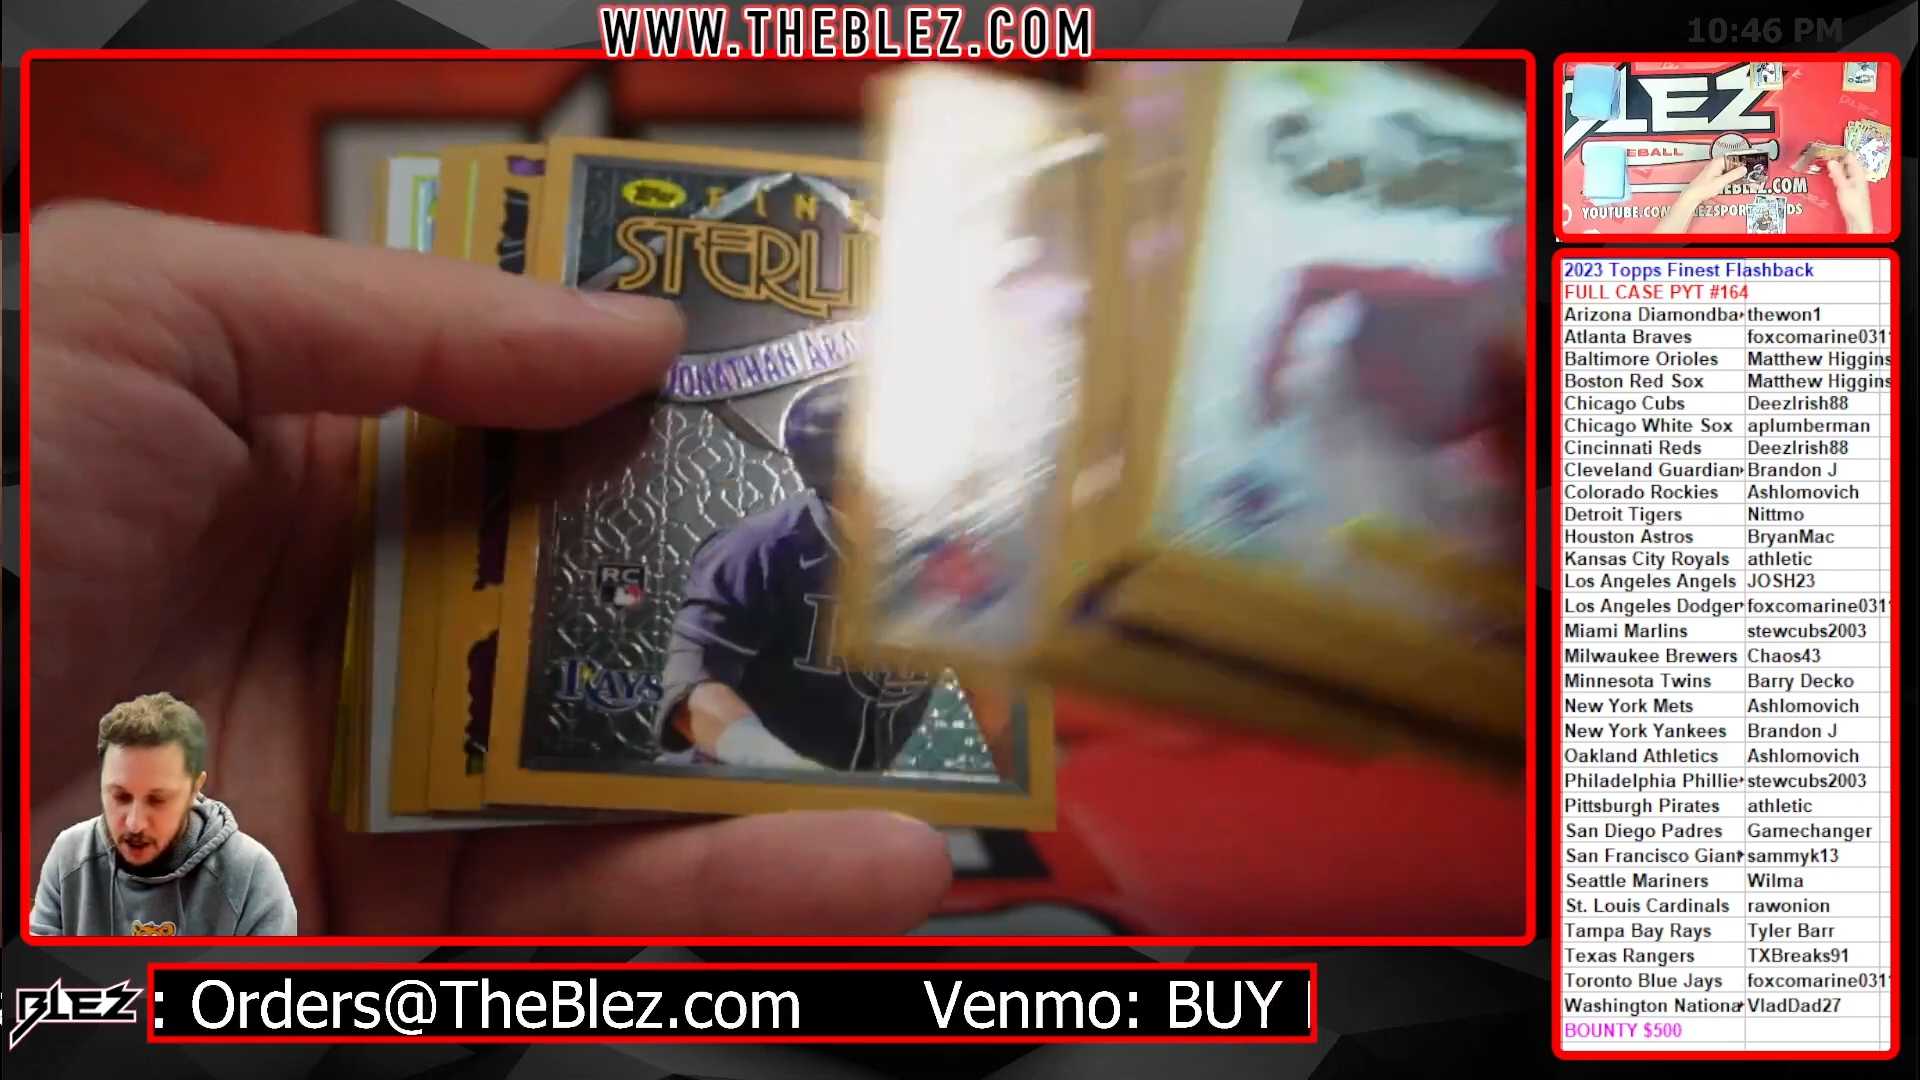 WWW.THEBLEZ.COM
10:46 PM
Topps
STERLI
JONATHAN ARA
RC
RAYS
BLEZ
: Orders@TheBlez.com Venmo: BUY
LEZ
EBALL
YOUTUBE.COM
2023 Topps Finest Flashback
FULL CASE PYT #164
Arizona Diamondba thewon1
Atlanta Braves foxcomarine031
Baltimore Orioles Matthew Higgins
Boston Red Sox Matthew Higgins
Chicago Cubs DeezIrish88
Chicago White Sox aplumberman
Cincinnati Reds DeezIrish88
Cleveland Guardian Brandon J
Colorado Rockies Ashlomovich
Detroit Tigers Nittmo
Houston Astros BryanMac
Kansas City Royals athletic
Los Angeles Angels JOSH23
Los Angeles Dodger foxcomarine031
Miami Marlins stewcubs2003
Milwaukee Brewers Chaos43
Minnesota Twins Barry Decko
New York Mets Ashlomovich
New York Yankees Brandon J
Oakland Athletics Ashlomovich
Philadelphia Phillie stewcubs2003
Pittsburgh Pirates athletic
San Diego Padres Gamechanger
San Francisco Giant sammyk13
Seattle Mariners Wilma
St. Louis Cardinals rawonion
Tampa Bay Rays Tyler Barr
Texas Rangers TXBreaks91
Toronto Blue Jays foxcomarine031
Washington Nationa VladDad27
BOUNTY $500